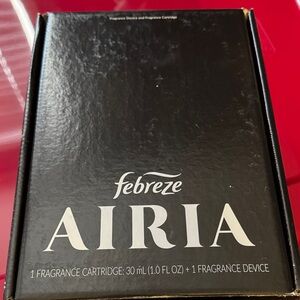 Fragrance Device and Fragrance Cartridge
febreze
AIRIA
1 FRAGRANCE CARTRIDGE: 30 mL (1.0 FL OZ) + 1 FRAGRANCE DEVICE